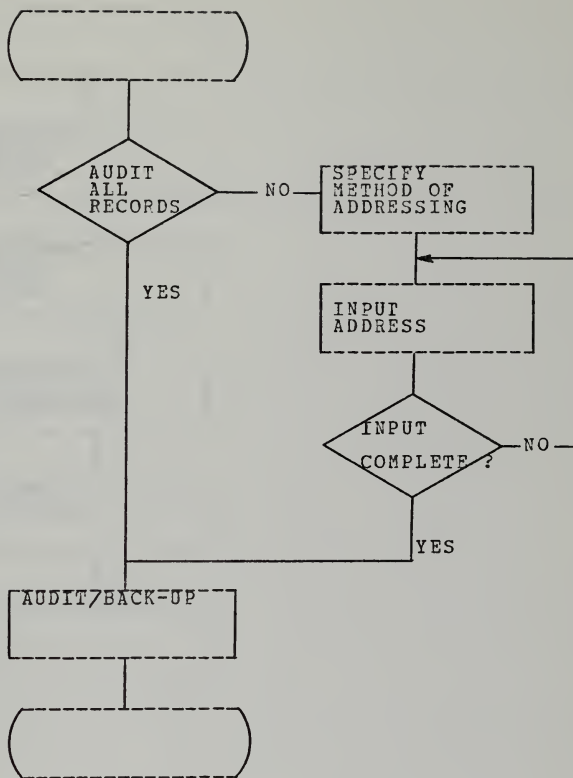 AUDIT
ALL
RECORDS
NO
SPECIFY
METHOD OF
ADDRESSING
YES
INPUT
ADDRESS
INPUT
COMPLETE ?
NO
YES
AUDIT/BACK-UP